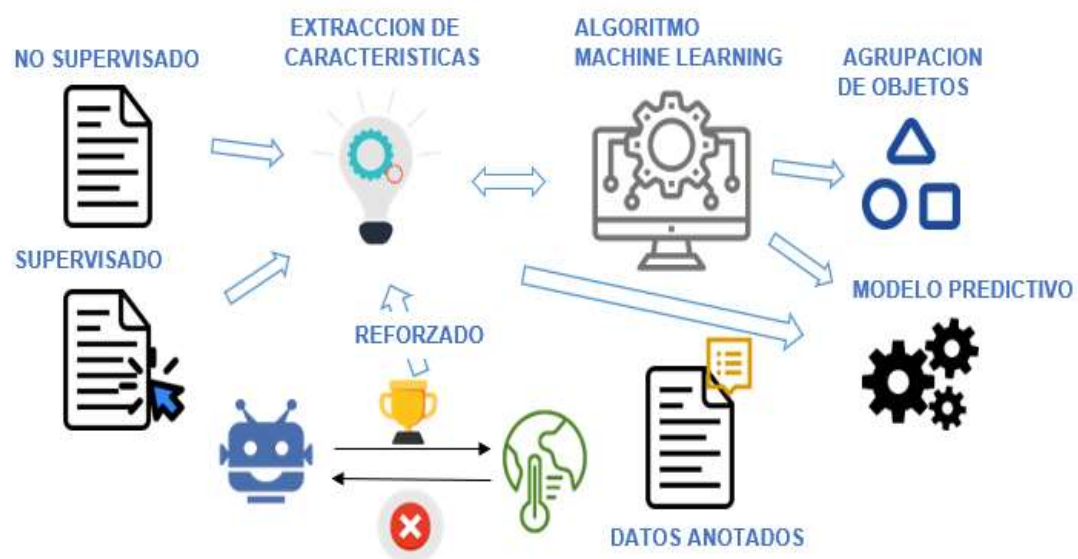 NO SUPERVISADO
EXTRACCION DE
CARACTERISTICAS
ALGORITMO
MACHINE LEARNING
AGRUPACION
DE OBJETOS
SUPERVISADO
MODELO PREDICTIVO
REFORZADO
DATOS ANOTADOS